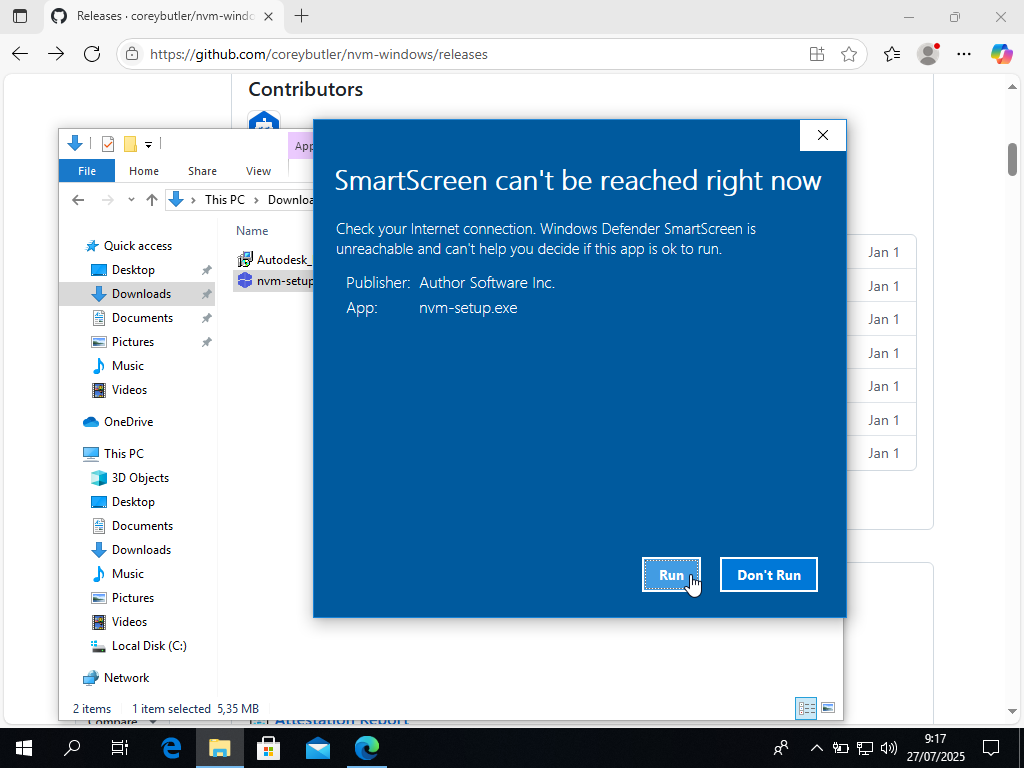 Releases · coreybutler/nvm-windo
https://github.com/coreybutler/nvm-windows/releases
Contributors
App
File
Home
Share
View
This PC
Downloa
Name
Quick access
Desktop
Downloads
Documents
Pictures
Music
Videos
OneDrive
This PC
3D Objects
Desktop
Documents
Downloads
Music
Pictures
Videos
Local Disk (C:)
Network
Autodesk_
nvm-setup
SmartScreen can't be reached right now
Check your Internet connection. Windows Defender SmartScreen is
unreachable and can't help you decide if this app is ok to run.
Publisher: Author Software Inc.
App: nvm-setup.exe
Run
Don't Run
Jan 1
Jan 1
Jan 1
Jan 1
Jan 1
Jan 1
Jan 1
2 items
1 item selected 5,35 MB
Compare
Attestation Report
9:17
27/07/2025